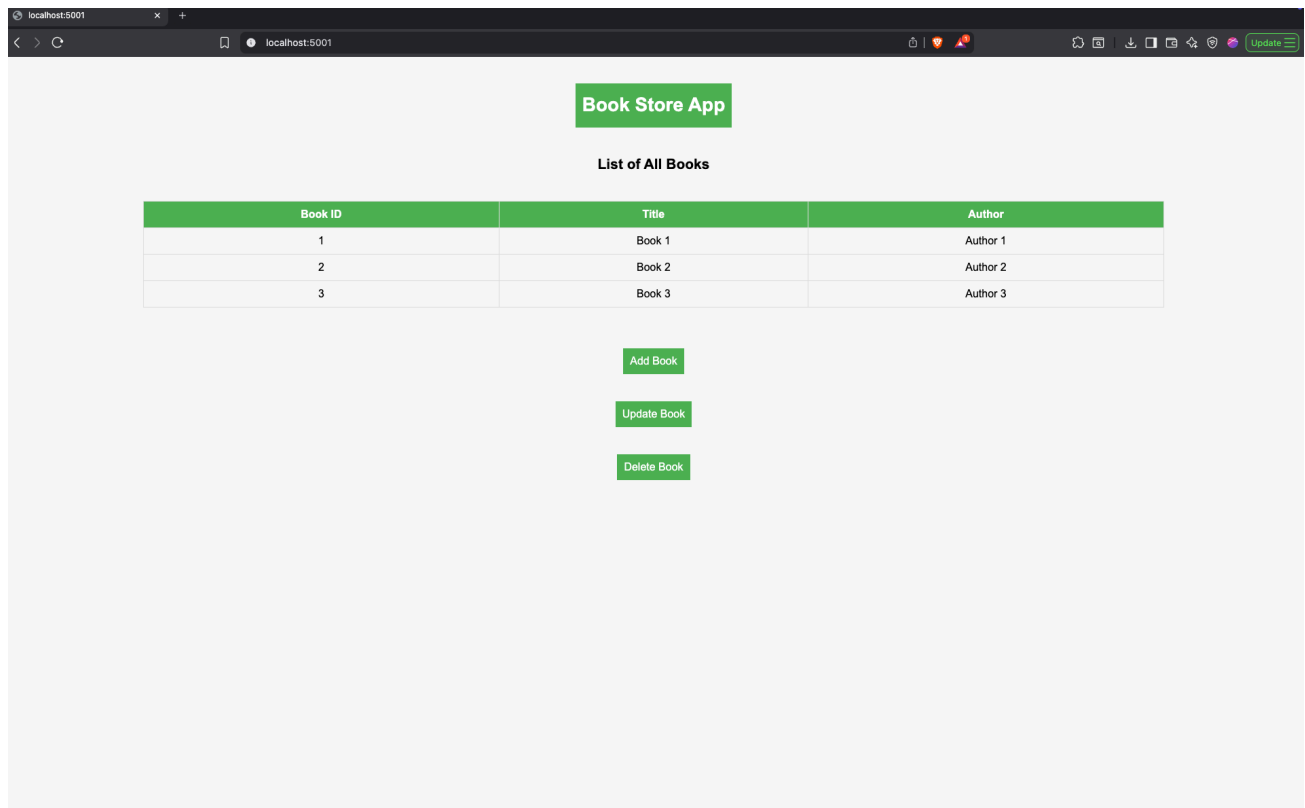 localhost:5001
localhost:5001
Update
Book Store App
List of All Books
Book ID Title Author
1 Book 1 Author 1
2 Book 2 Author 2
3 Book 3 Author 3
Add Book
Update Book
Delete Book